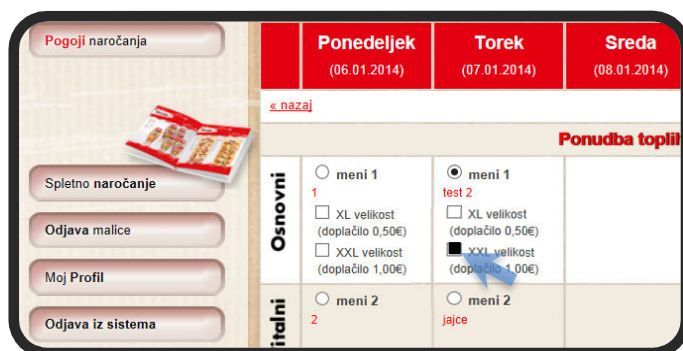 Pogoji naročanja
Ponedeljek
(06.01.2014)
Torek
(07.01.2014)
Sreda
(08.01.2014)
« nazaj
Ponudba toplih
Spletno naročanje
Odjava malice
Moj Profil
Odjava iz sistema
Osnovni
meni 1
1
XL velikost
(doplačilo 0,50€)
XXL velikost
(doplačilo 1,00€)
meni 1
test 2
XL velikost
(doplačilo 0,50€)
XXL velikost
(doplačilo 1,00€)
italni
meni 2
2
meni 2
jajce